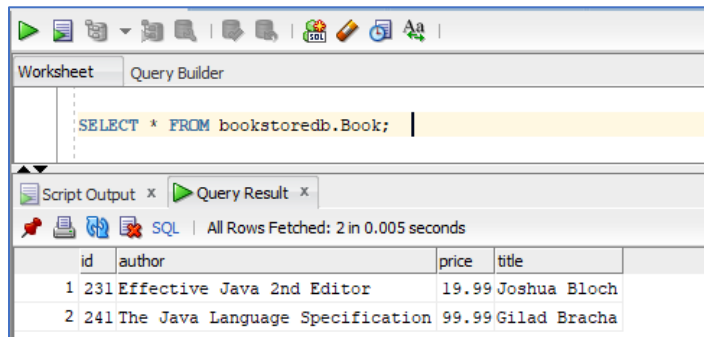 SQL Aa
Worksheet Query Builder
SELECT * FROM bookstoredb.Book;
Script Output x Query Result x
SQL | All Rows Fetched: 2 in 0.005 seconds
id author price title
1 231 Effective Java 2nd Editor 19.99 Joshua Bloch
2 241 The Java Language Specification 99.99 Gilad Bracha